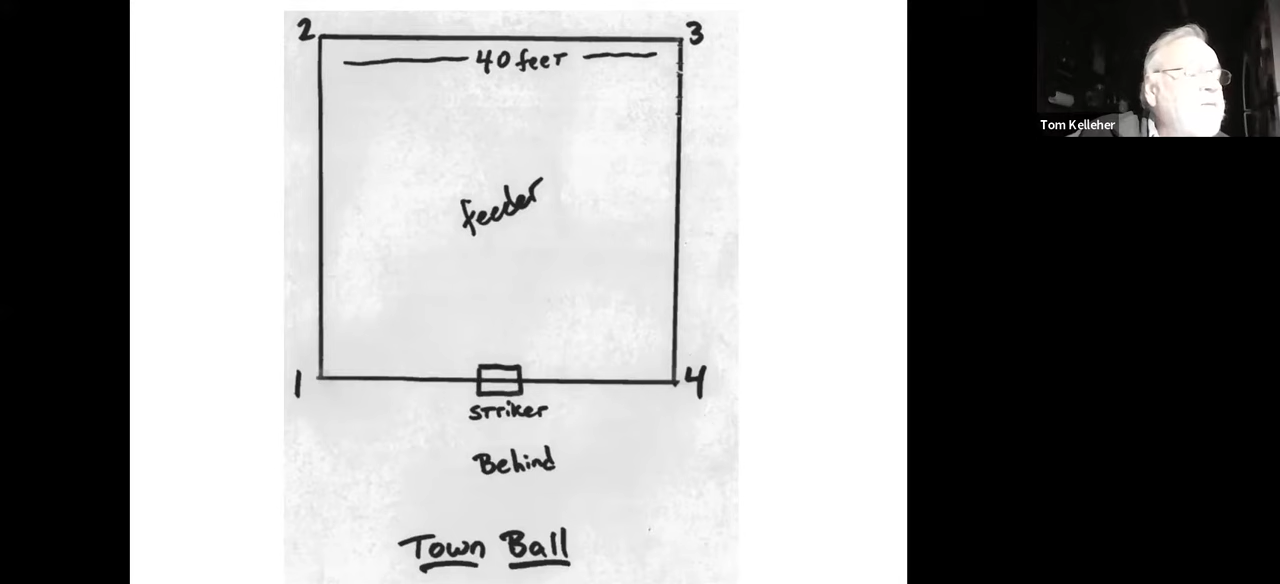 2 3
40 feet
feeder
1 4
striker
Behind
Town Ball
Tom Kelleher